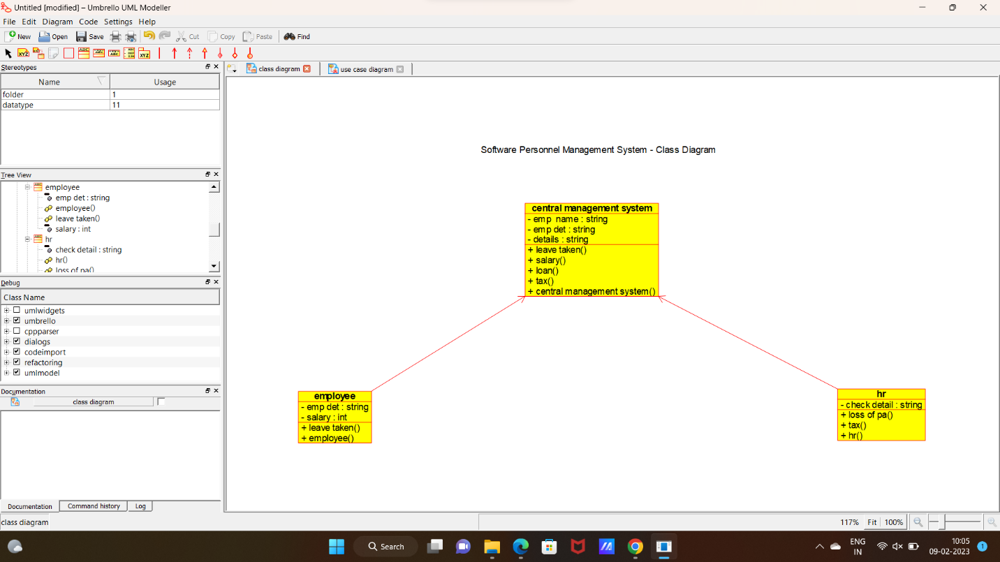 Untitled [modified] – Umbrello UML Modeller
File Edit Diagram Code Settings Help
New Open Save Cut Copy Paste Find
Stereotypes
Name Usage
folder 1
datatype 11
Tree View
employee
emp det : string
employee()
leave taken()
salary : int
hr
check detail : string
hr()
loss of pa()
Debug
Class Name
umlwidgets
umbrello
cppparser
dialogs
codeimport
refactoring
umlmodel
Documentation
class diagram
Documentation Command history Log
class diagram
class diagram use case diagram
Software Personnel Management System - Class Diagram
central management system
- emp name : string
- emp det : string
- details : string
+ leave taken()
+ salary()
+ loan()
+ tax()
+ central management system()
employee
- emp det : string
- salary : int
+ leave taken()
+ employee()
hr
- check detail : string
+ loss of pa()
+ tax()
+ hr()
117% Fit 100%
Search
ENG
IN
10:05
09-02-2023
1